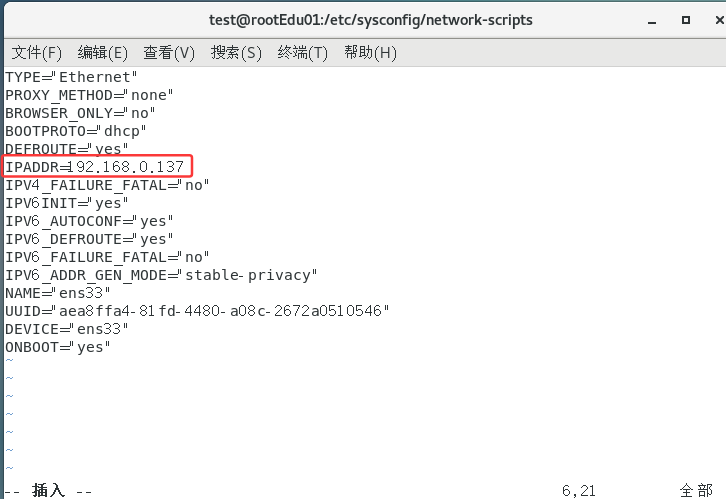 test@rootEdu01:/etc/sysconfig/network-scripts
文件(F) 编辑(E) 查看(V) 搜索(S) 终端(T) 帮助(H)
TYPE="Ethernet"
PROXY_METHOD="none"
BROWSER_ONLY="no"
BOOTPROTO="dhcp"
DEFROUTE="yes"
IPADDR=192.168.0.137
IPV4_FAILURE_FATAL="no"
IPV6INIT="yes"
IPV6_AUTOCONF="yes"
IPV6_DEFROUTE="yes"
IPV6_FAILURE_FATAL="no"
IPV6_ADDR_GEN_MODE="stable-privacy"
NAME="ens33"
UUID="aea8ffa4-81fd-4480-a08c-2672a0510546"
DEVICE="ens33"
ONBOOT="yes"
~
~
~
~
~
~
~
-- 插入 -- 6,21 全部